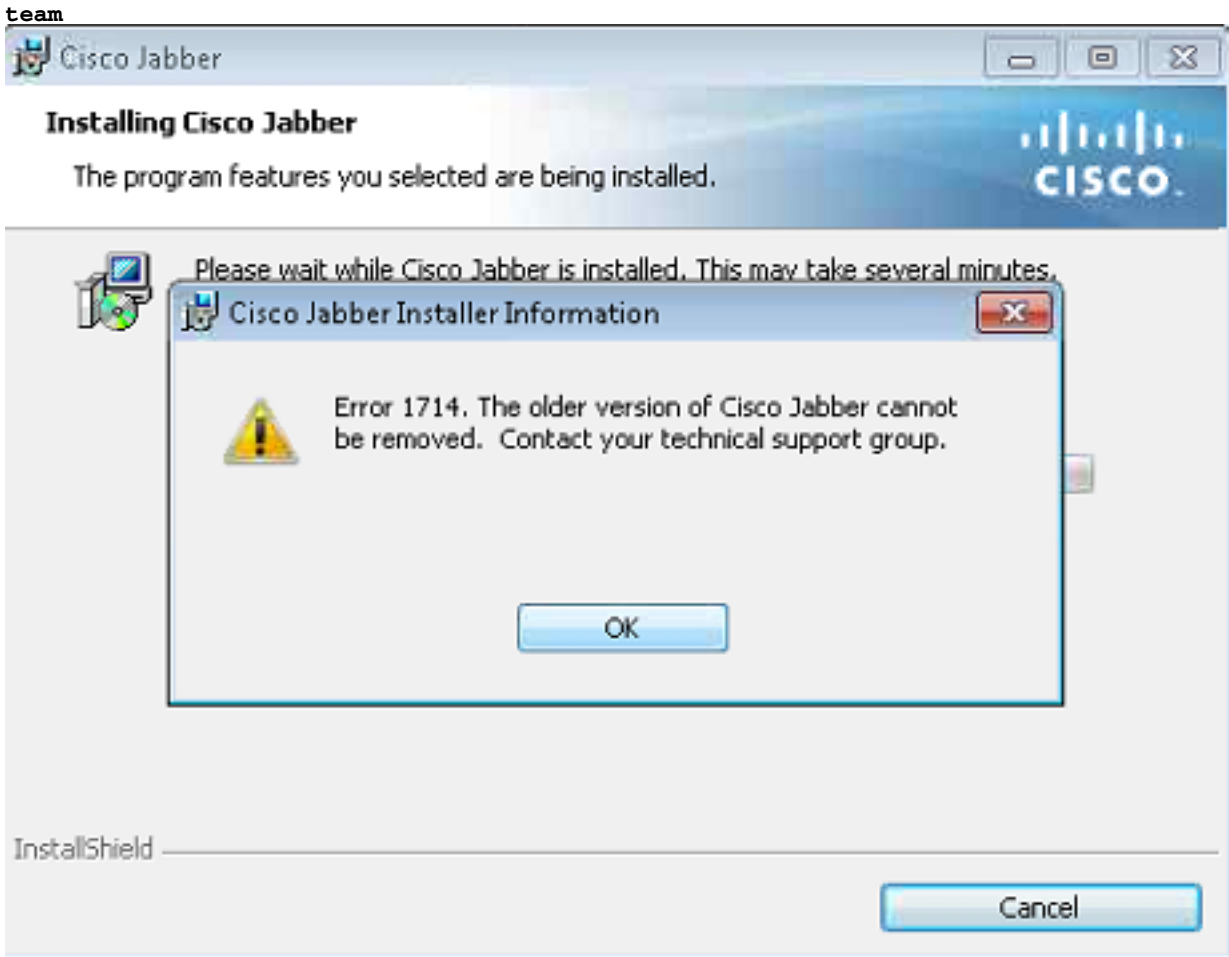 team
Cisco Jabber
Installing Cisco Jabber
The program features you selected are being installed.
CISCO.
Please wait while Cisco Jabber is installed. This may take several minutes.
Cisco Jabber Installer Information
Error 1714. The older version of Cisco Jabber cannot
be removed.  Contact your technical support group.
OK
InstallShield
Cancel